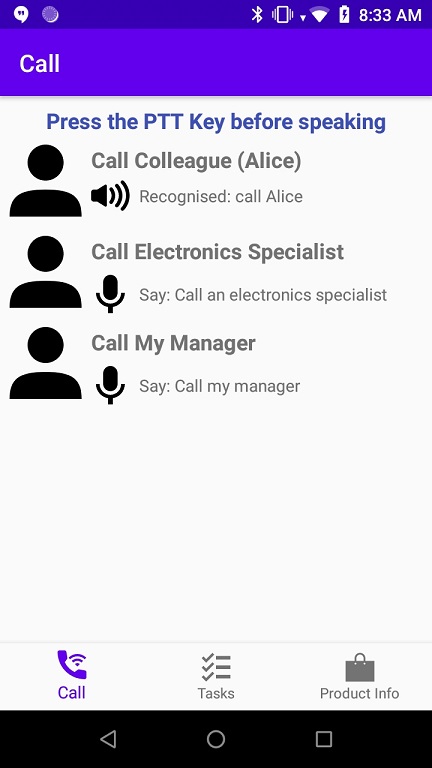 8:33 AM
Call
Press the PTT Key before speaking
Call Colleague (Alice)
Recognised: call Alice
Call Electronics Specialist
Say: Call an electronics specialist
Call My Manager
Say: Call my manager
Call
Tasks
Product Info